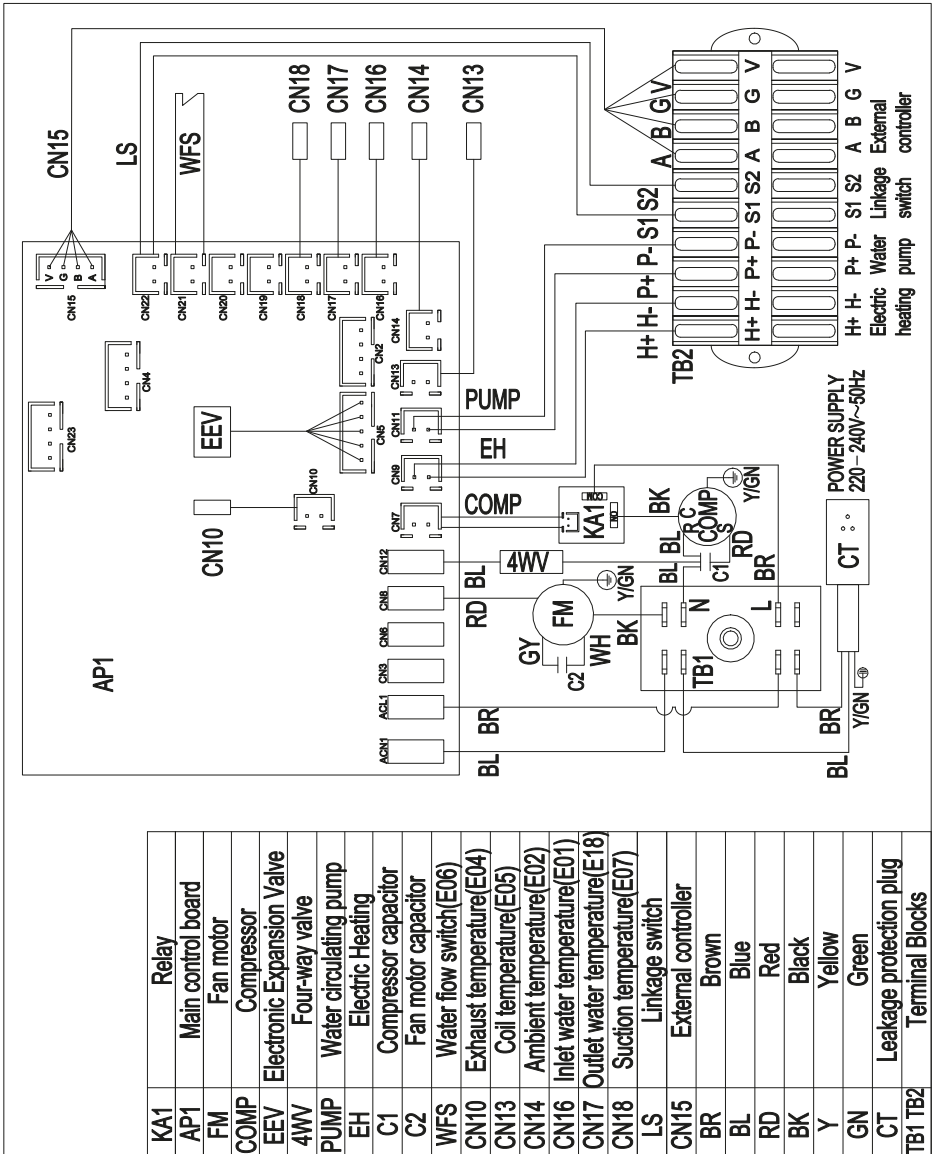 CN15
LS
WFS
CN18
CN17
CN16
CN14
CN13
V
G
B
A
CN15
CN22
CN21
CN20
CN19
CN18
CN17
CN16
CN14
CN13
CN2
CN4
CN23
EEV
CN5
CN10
CN10
CN11
CN9
CN7
CN12
CN8
CN6
CN3
ACL1
ACN1
AP1
PUMP
EH
COMP
KA1
COM
NO
BK
BL
R C S
COMP
Y/GN
RD
BL
C1
BR
4WV
BL
RD
FM
Y/GN
GY
WH
C2
BK
N
L
TB1
BR
BL
BR
BL
Y/GN
CT
POWER SUPPLY
220－240V～50Hz
TB2
H+ H- P+ P- S1 S2 A B G V
H+ H- P+ P- S1 S2 A B G V
H+ H- P+ P- S1 S2 A B G V
Electric heating
Water pump
Linkage switch
External controller
KA1 Relay
AP1 Main control board
FM Fan motor
COMP Compressor
EEV Electronic Expansion Valve
4WV Four-way valve
PUMP Water circulating pump
EH Electric Heating
C1 Compressor capacitor
C2 Fan motor capacitor
WFS Water flow switch(E06)
CN10 Exhaust temperature(E04)
CN13 Coil temperature(E05)
CN14 Ambient temperature(E02)
CN16 Inlet water temperature(E01)
CN17 Outlet water temperature(E18)
CN18 Suction temperature(E07)
LS Linkage switch
CN15 External controller
BR Brown
BL Blue
RD Red
BK Black
Y Yellow
GN Green
CT Leakage protection plug
TB1 TB2 Terminal Blocks